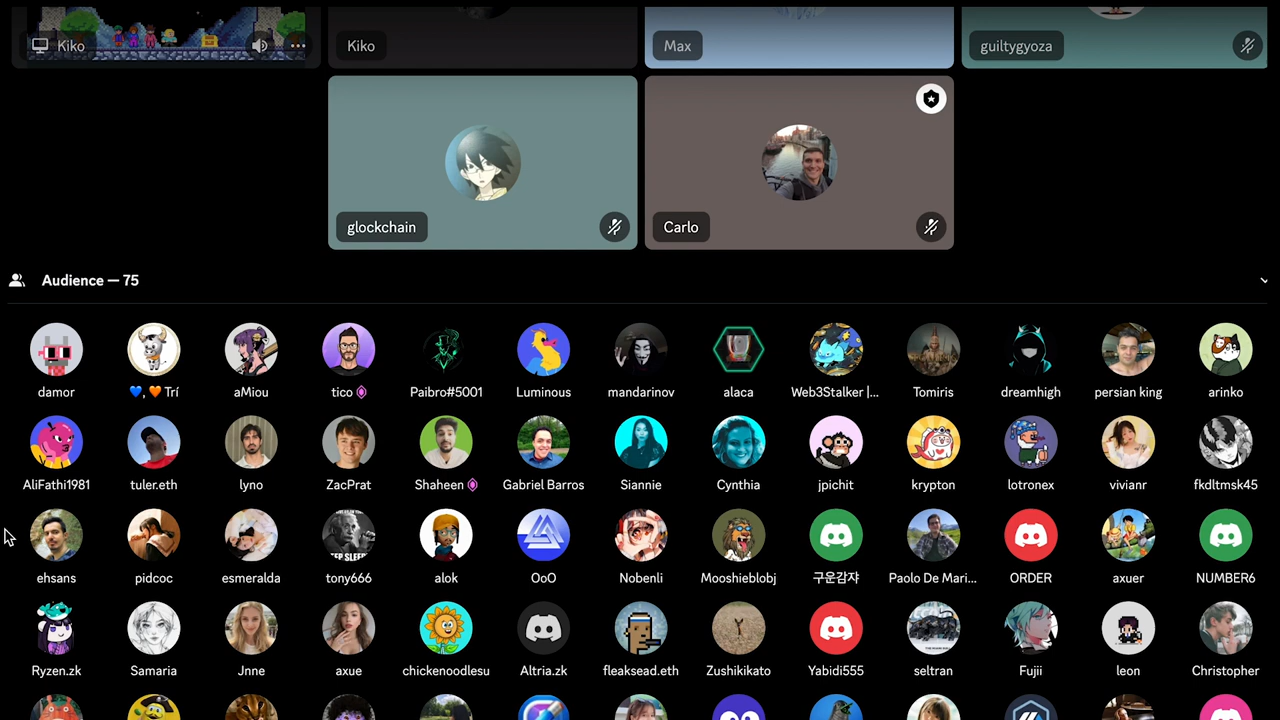 Kiko
Kiko
Max
guiltygyoza
glockchain
Carlo
Audience — 75
damor
💙, 🧡 Trí
aMiou
tico
Paibro#5001
Luminous
mandarinov
alaca
Web3Stalker |...
Tomiris
dreamhigh
persian king
arinko
AliFathi1981
tuler.eth
lyno
ZacPrat
Shaheen
Gabriel Barros
Siannie
Cynthia
jpichit
krypton
lotronex
vivianr
fkdltmsk45
ehsans
pidcoc
esmeralda
tony666
alok
OoO
Nobenli
Mooshieblobj
구운감쟈
Paolo De Mari...
ORDER
axuer
NUMBER6
Ryzen.zk
Samaria
Jnne
axue
chickenoodlesu
Altria.zk
fleaksead.eth
Zushikikato
Yabidi555
seltran
Fujii
leon
Christopher